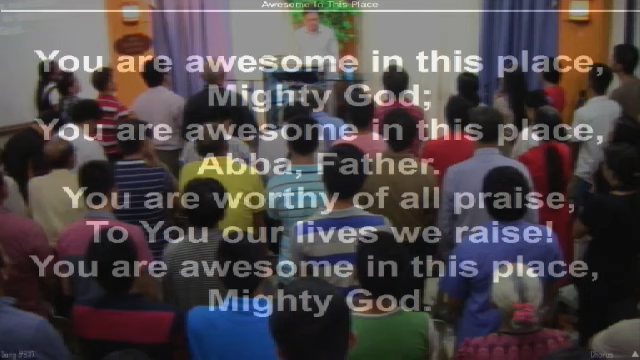 Awesome In This Place
You are awesome in this place,
Mighty God;
You are awesome in this place,
Abba, Father.
You are worthy of all praise,
To You our lives we raise!
You are awesome in this place,
Mighty God.
Chorus